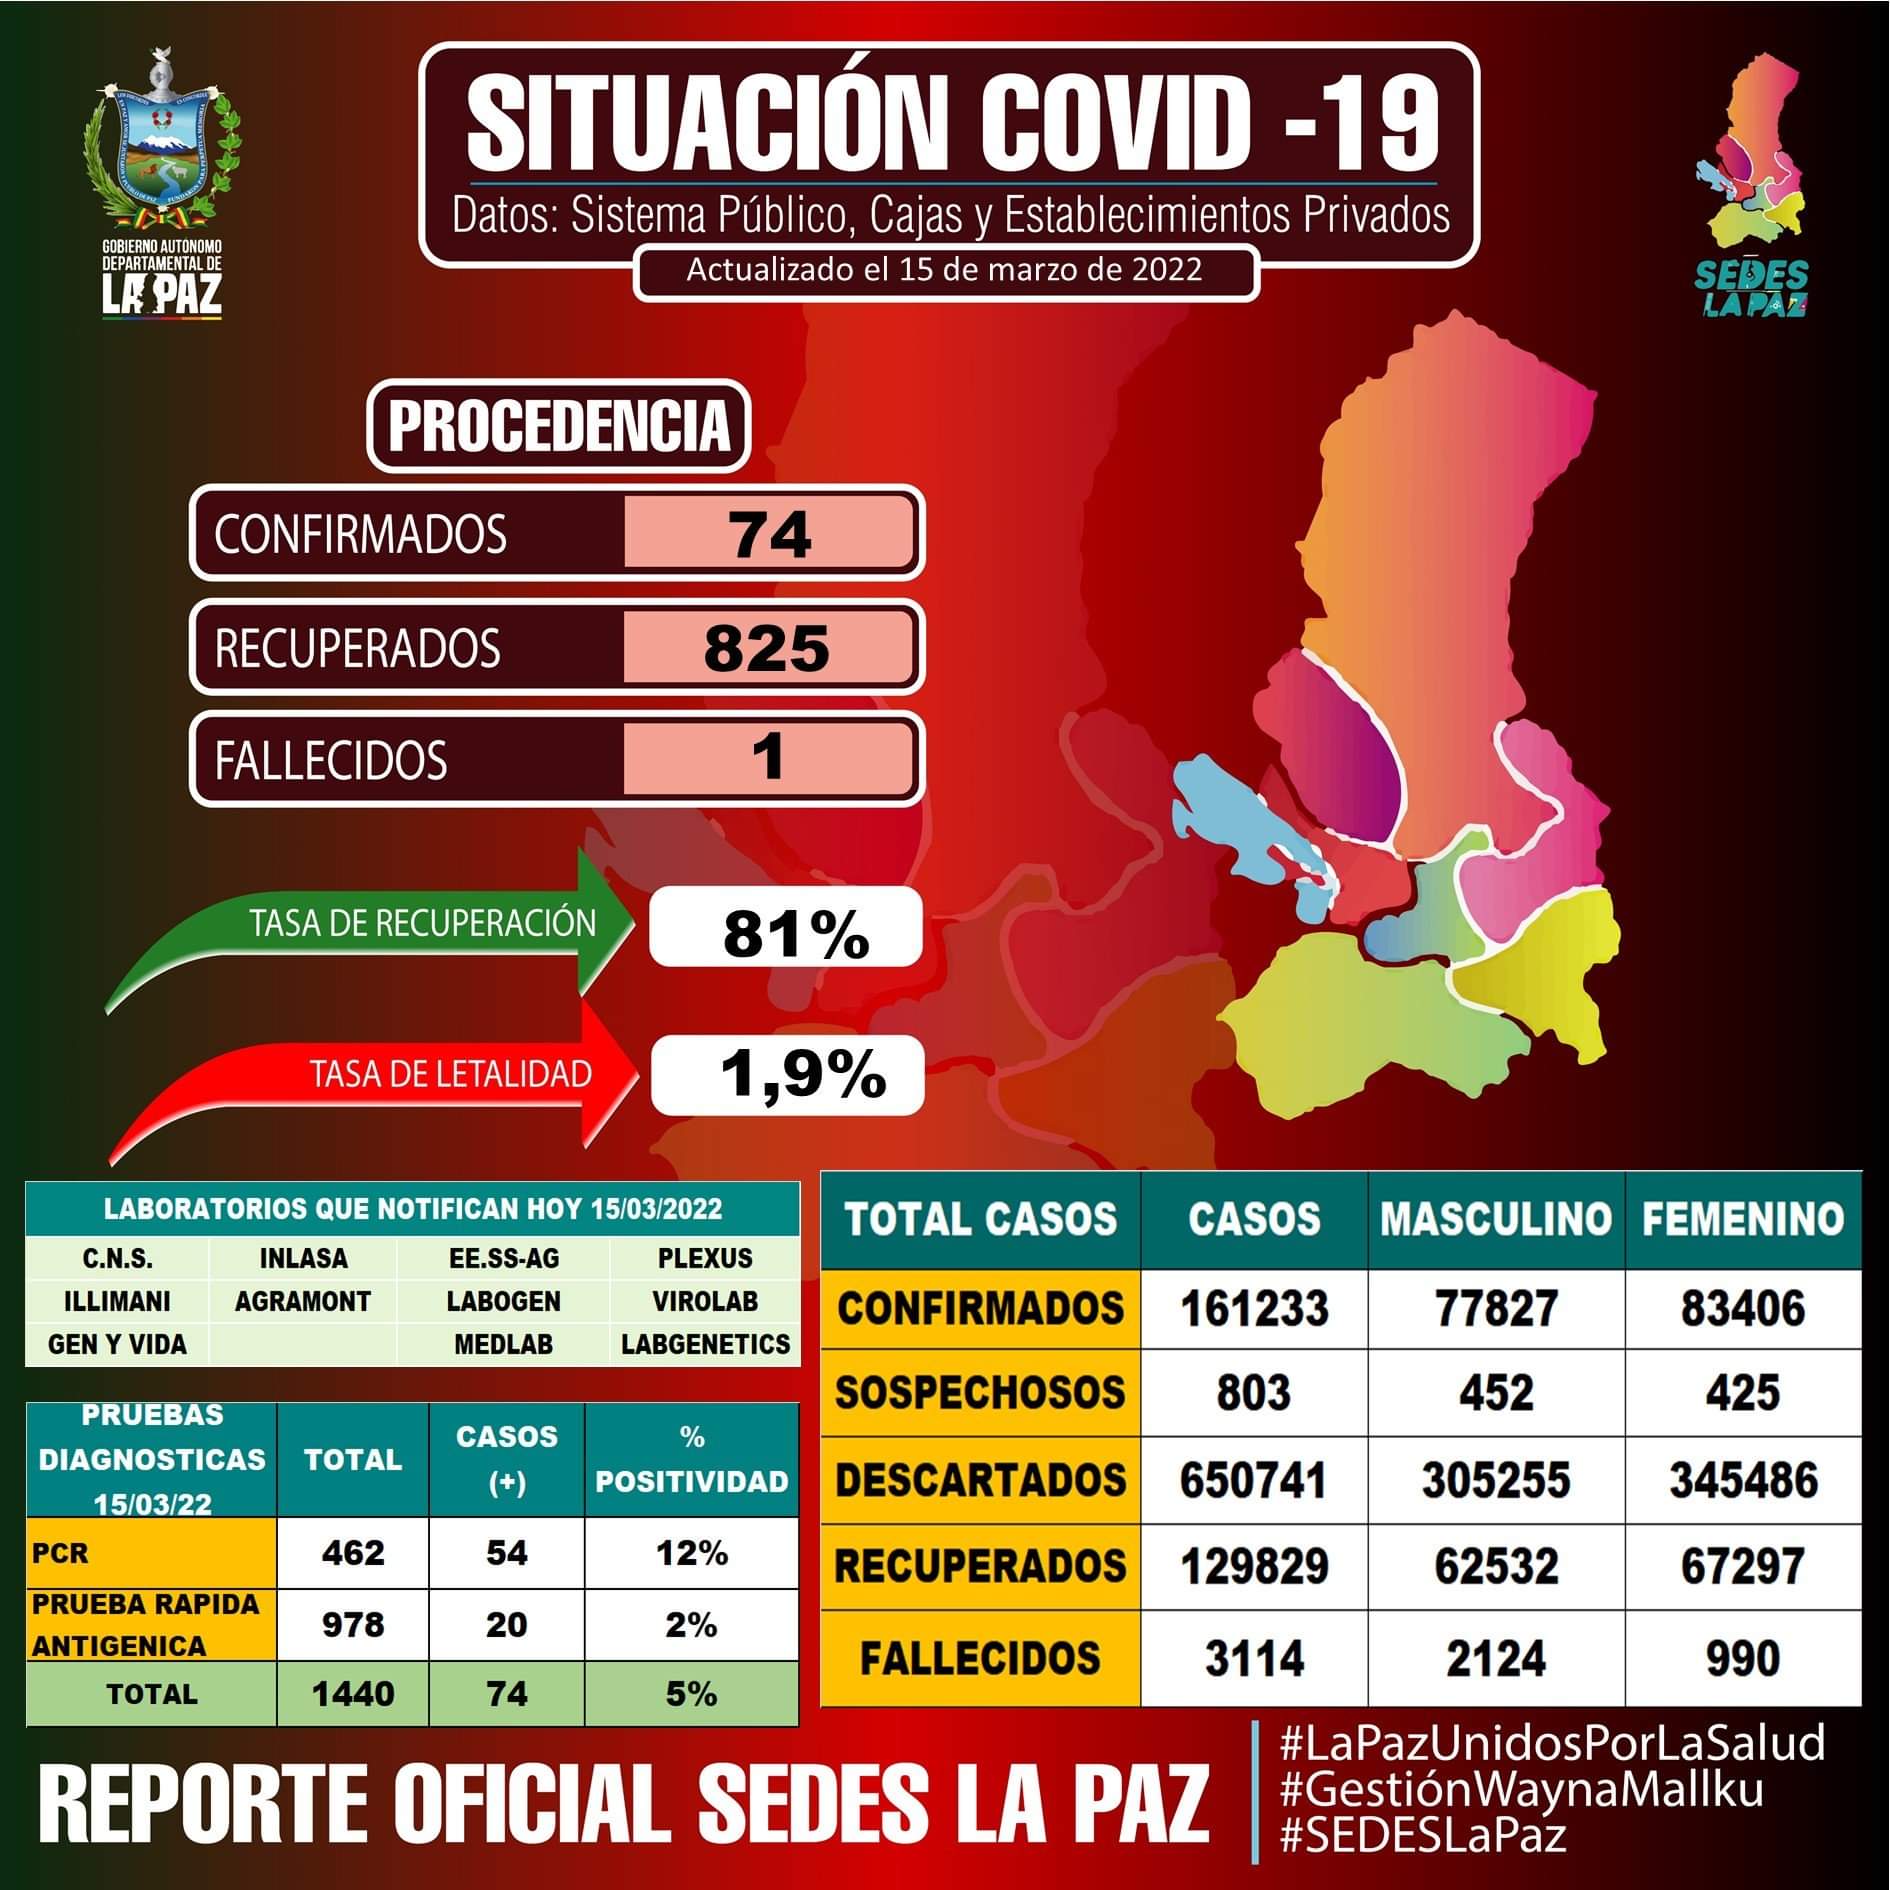 SITUACIÓN COVID -19
Datos: Sistema Público, Cajas y Establecimientos Privados
Actualizado el 15 de marzo de 2022
GOBIERNO AUTÓNOMO
DEPARTAMENTAL DE
LA PAZ
SEDES
LA PAZ
PROCEDENCIA
CONFIRMADOS 74
RECUPERADOS 825
FALLECIDOS 1
TASA DE RECUPERACIÓN 81%
TASA DE LETALIDAD 1,9%
LABORATORIOS QUE NOTIFICAN HOY 15/03/2022
C.N.S. INLASA EE.SS-AG PLEXUS
ILLIMANI AGRAMONT LABOGEN VIROLAB
GEN Y VIDA MEDLAB LABGENETICS
PRUEBAS
DIAGNOSTICAS
15/03/22
TOTAL
CASOS
(+)
%
POSITIVIDAD
PCR 462 54 12%
PRUEBA RAPIDA
ANTIGENICA
978 20 2%
TOTAL 1440 74 5%
TOTAL CASOS CASOS MASCULINO FEMENINO
CONFIRMADOS 161233 77827 83406
SOSPECHOSOS 803 452 425
DESCARTADOS 650741 305255 345486
RECUPERADOS 129829 62532 67297
FALLECIDOS 3114 2124 990
REPORTE OFICIAL SEDES LA PAZ
#LaPazUnidosPorLaSalud
#GestiónWaynaMallku
#SEDESLaPaz